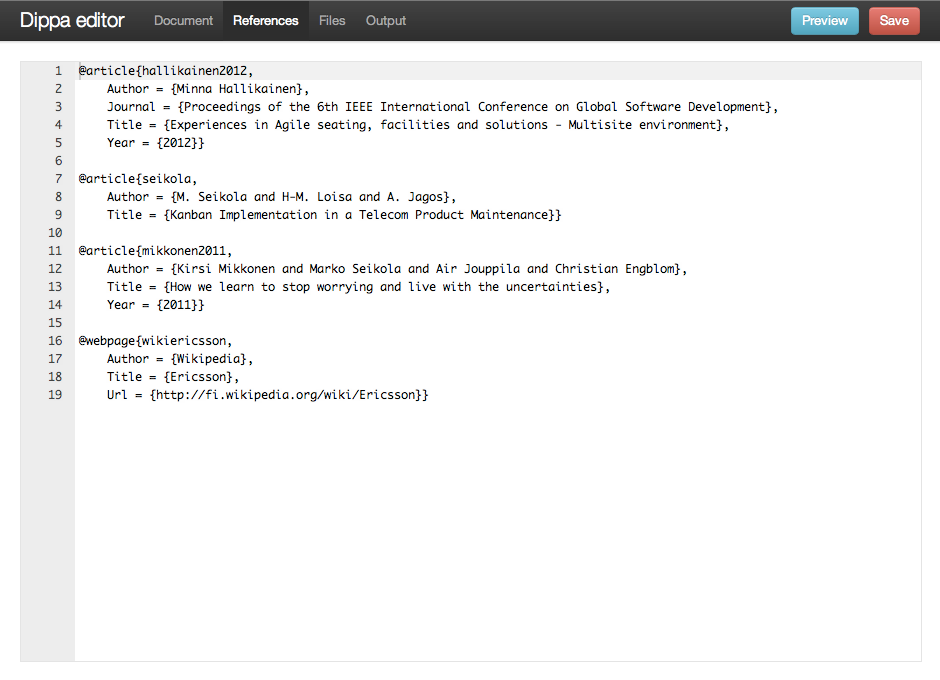 Dippa editor Document References Files Output Preview Save
1 @article{hallikainen2012,
2 Author = {Minna Hallikainen},
3 Journal = {Proceedings of the 6th IEEE International Conference on Global Software Development},
4 Title = {Experiences in Agile seating, facilities and solutions - Multisite environment},
5 Year = {2012}}
6
7 @article{seikola,
8 Author = {M. Seikola and H-M. Loisa and A. Jagos},
9 Title = {Kanban Implementation in a Telecom Product Maintenance}}
10
11 @article{mikkonen2011,
12 Author = {Kirsi Mikkonen and Marko Seikola and Air Jouppila and Christian Engblom},
13 Title = {How we learn to stop worrying and live with the uncertainties},
14 Year = {2011}}
15
16 @webpage{wikiericsson,
17 Author = {Wikipedia},
18 Title = {Ericsson},
19 Url = {http://fi.wikipedia.org/wiki/Ericsson}}